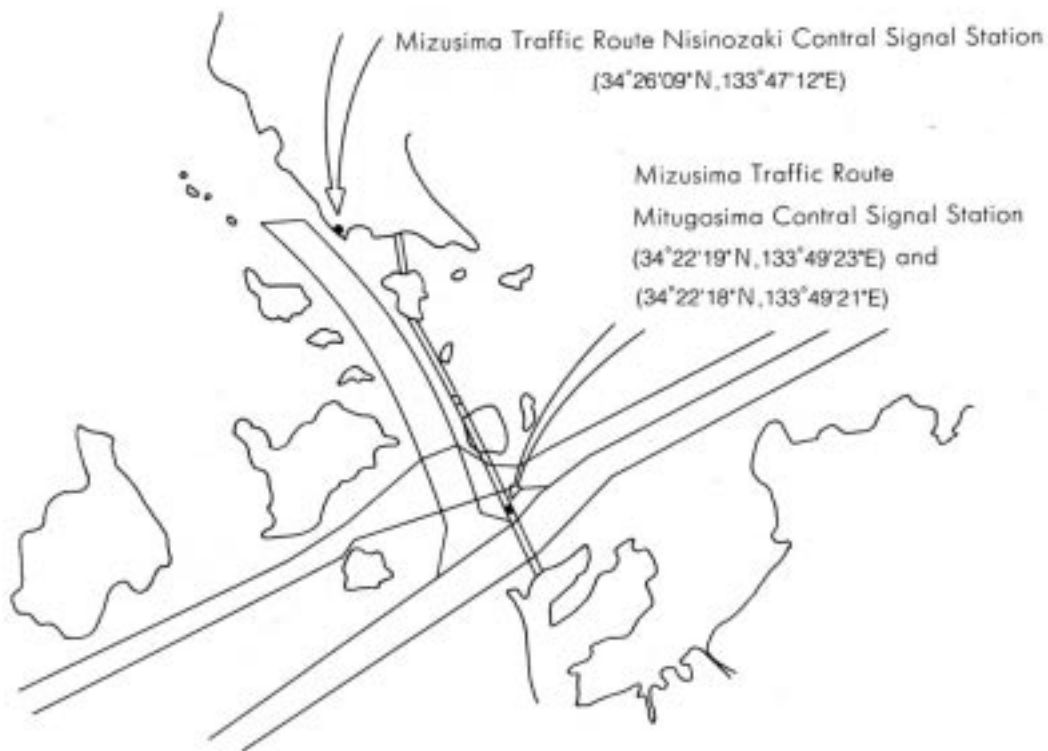 Mizusima Traffic Route Nisinozaki Contral Signal Station
(34°26'09"N,133°47'12"E)
Mizusima Traffic Route
Mitugosima Contral Signal Station
(34°22'19"N,133°49'23"E) and
(34°22'18"N,133°49'21"E)